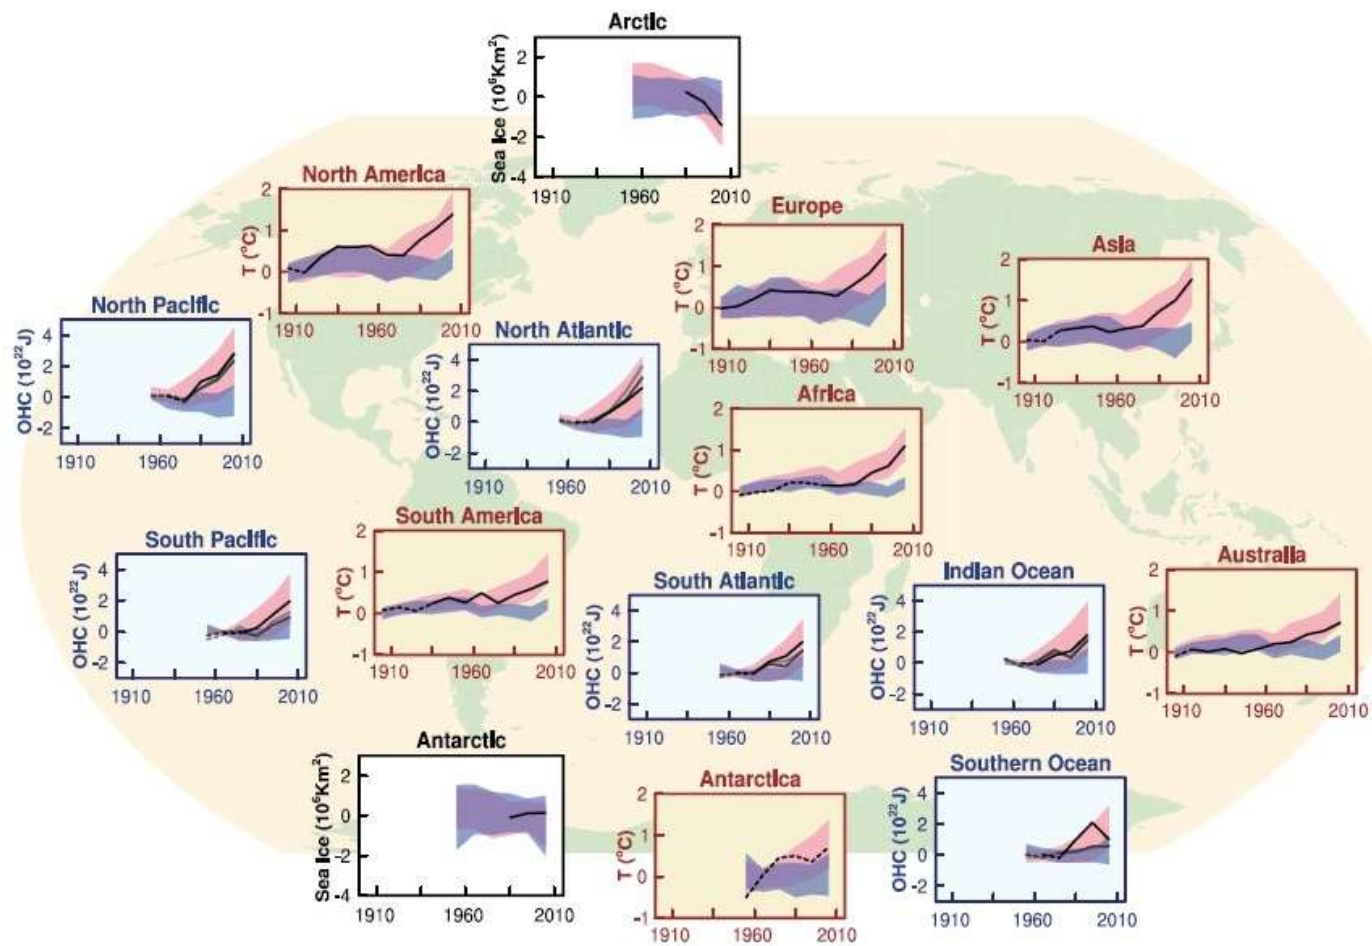 Arctic
Sea Ice (10⁶Km²)
2
0
-2
-4
1910 1960 2010
North America
T (°C)
2
1
0
-1
1910 1960 2010
Europe
T (°C)
2
1
0
-1
1910 1960 2010
Asia
T (°C)
2
1
0
-1
1910 1960 2010
North Pacific
OHC (10²²J)
4
2
0
-2
1910 1960 2010
North Atlantic
OHC (10²²J)
4
2
0
-2
1910 1960 2010
Africa
T (°C)
2
1
0
-1
1910 1960 2010
South Pacific
OHC (10²²J)
4
2
0
-2
1910 1960 2010
South America
T (°C)
2
1
0
-1
1910 1960 2010
South Atlantic
OHC (10²²J)
4
2
0
-2
1910 1960 2010
Indian Ocean
OHC (10²²J)
4
2
0
-2
1910 1960 2010
Australia
T (°C)
2
1
0
-1
1910 1960 2010
Antarctic
Sea Ice (10⁶Km²)
2
0
-2
-4
1910 1960 2010
Antarctica
T (°C)
2
1
0
-1
1910 1960 2010
Southern Ocean
OHC (10²²J)
4
2
0
-2
1910 1960 2010